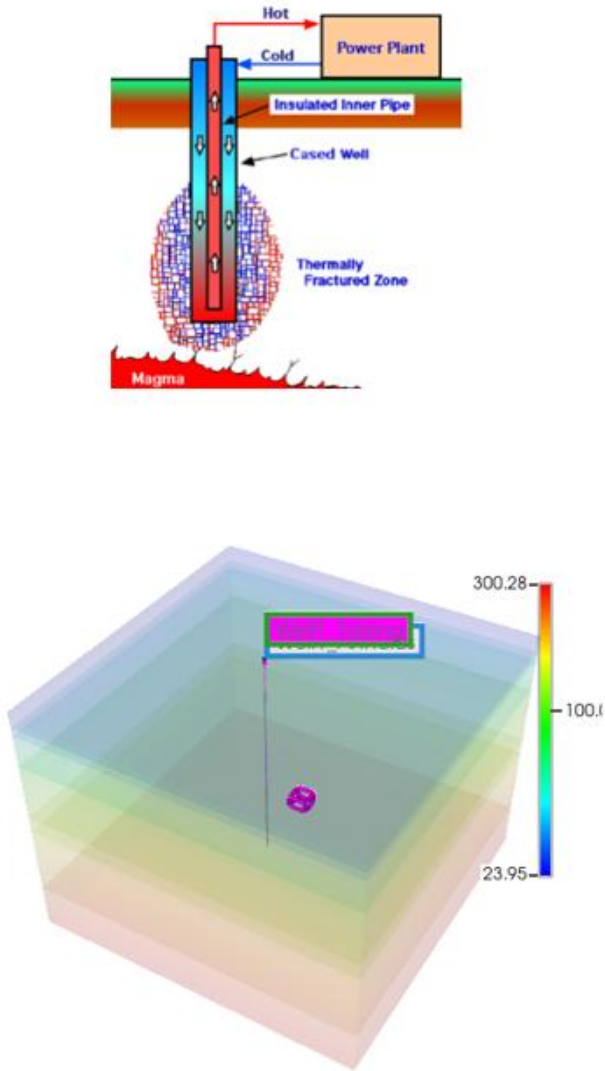 Hot
Power Plant
Cold
Insulated Inner Pipe
Cased Well
Thermally
Fractured Zone
Magma
300.28
100.
23.95